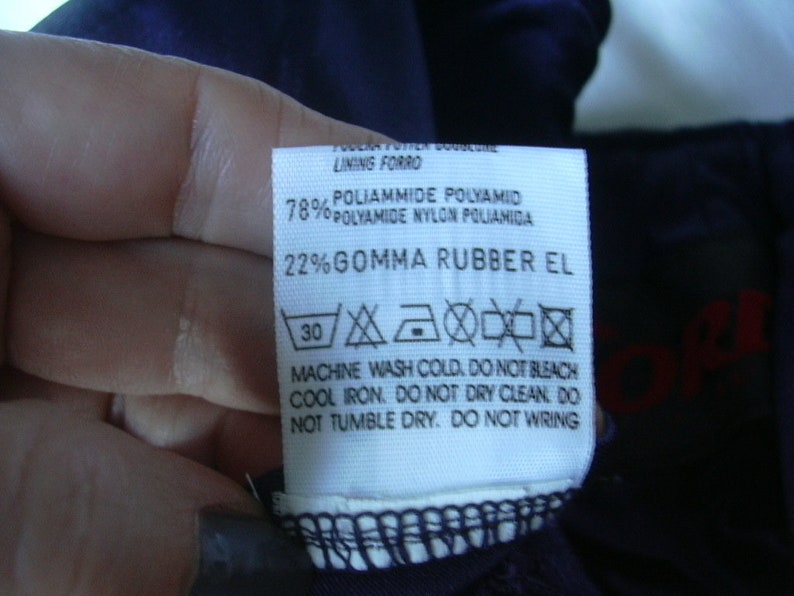 LINING FORRO
78% POLIAMMIDE POLYAMID
POLYAMIDE NYLON POLIAMIDA
22% GOMMA RUBBER EL
30
MACHINE WASH COLD. DO NOT BLEACH
COOL IRON. DO NOT DRY CLEAN. DO
NOT TUMBLE DRY. DO NOT WRING